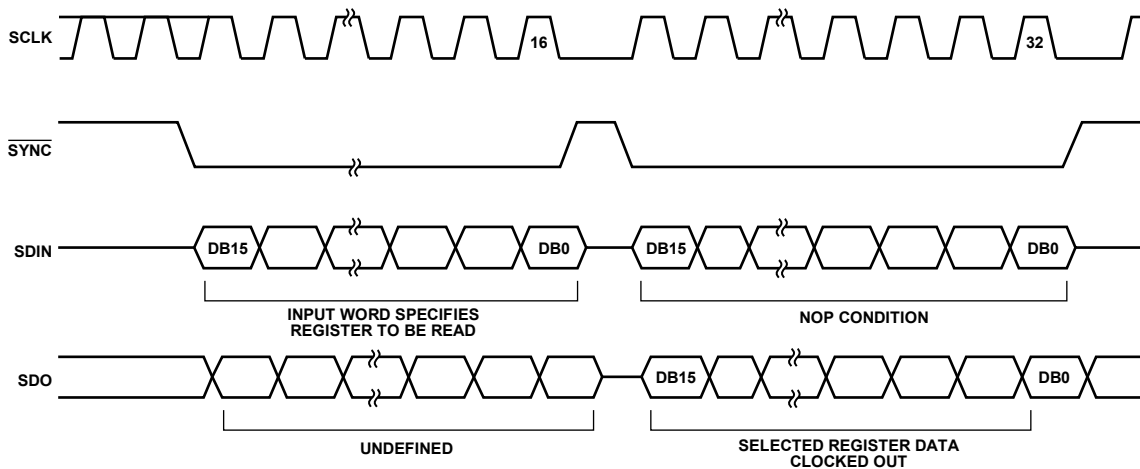 SCLK
16
32
SYNC
SDIN
DB15
DB0
DB15
DB0
INPUT WORD SPECIFIES
REGISTER TO BE READ
NOP CONDITION
SDO
DB15
DB0
UNDEFINED
SELECTED REGISTER DATA
CLOCKED OUT